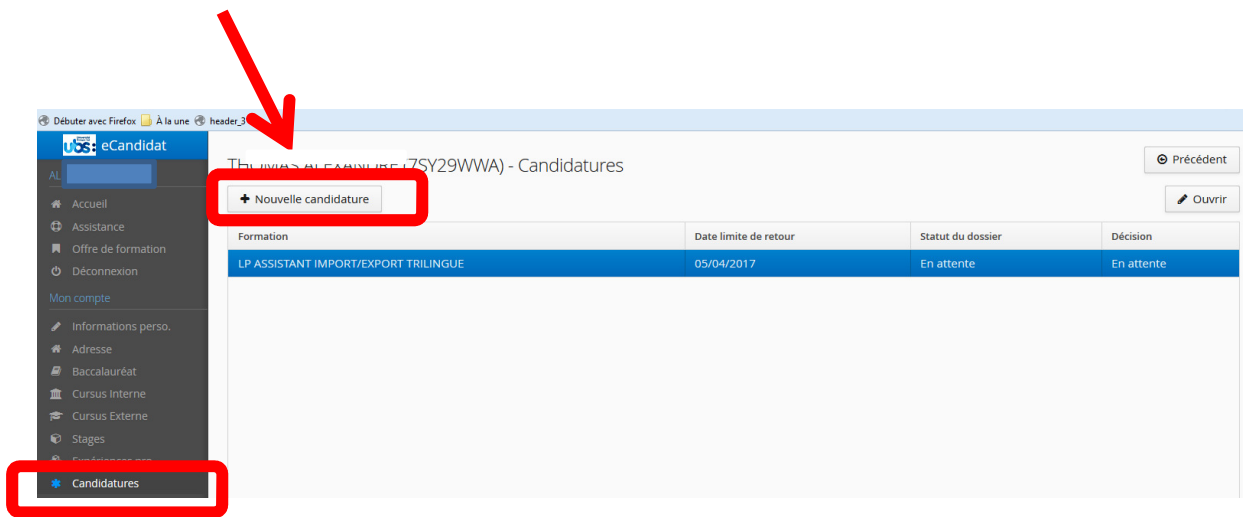 Débuter avec Firefox À la une header_3
ubs: eCandidat
(7SY29WWA) - Candidatures
Précédent
AL
Nouvelle candidature
Ouvrir
Accueil
Assistance
Offre de formation
Déconnexion
Mon compte
Informations perso.
Adresse
Baccalauréat
Cursus Interne
Cursus Externe
Stages
Candidatures
Formation Date limite de retour Statut du dossier Décision
LP ASSISTANT IMPORT/EXPORT TRILINGUE 05/04/2017 En attente En attente